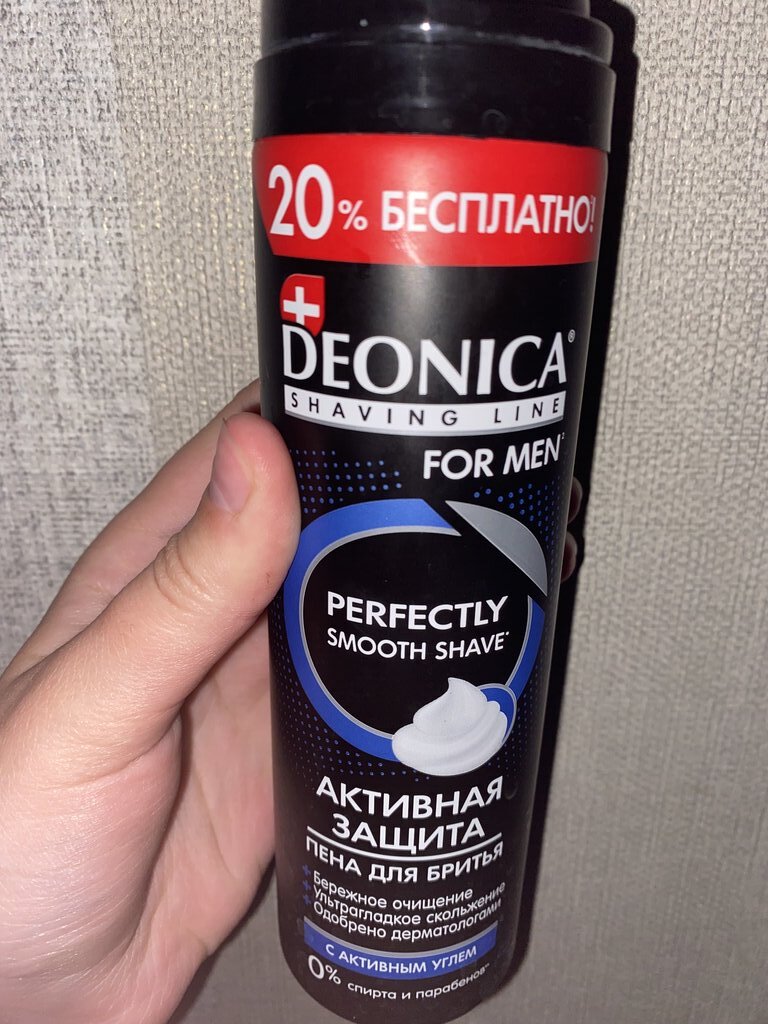 20% БЕСПЛАТНО!
DEONICA®
SHAVING LINE
FOR MEN²
PERFECTLY
SMOOTH SHAVE*
АКТИВНАЯ
ЗАЩИТА
ПЕНА ДЛЯ БРИТЬЯ
+ Бережное очищение
+ Ультрагладкое скольжение
+ Одобрено дерматологами
С АКТИВНЫМ УГЛЕМ
0% спирта и парабенов**